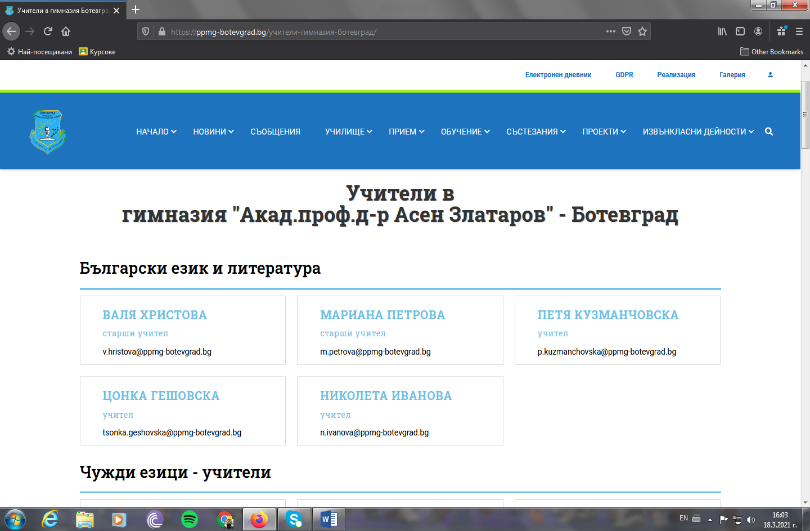 Учители в гимназия Ботевгра
https://ppmg-botevgrad.bg/учители-гимназия-ботевград/
Най-посещавани Курсове Other Bookmarks
Електронен дневник GDPR Реализация Галерия
НАЧАЛО НОВИНИ СЪОБЩЕНИЯ УЧИЛИЩЕ ПРИЕМ ОБУЧЕНИЕ СЪСТЕЗАНИЯ ПРОЕКТИ ИЗВЪНКЛАСНИ ДЕЙНОСТИ
Учители в
гимназия "Акад.проф.д-р Асен Златаров" - Ботевград
Български език и литература
ВАЛЯ ХРИСТОВА
старши учител
v.hristova@ppmg-botevgrad.bg
МАРИАНА ПЕТРОВА
старши учител
m.petrova@ppmg-botevgrad.bg
ПЕТЯ КУЗМАНЧОВСКА
учител
p.kuzmanchovska@ppmg-botevgrad.bg
ЦОНКА ГЕШОВСКА
учител
tsonka.geshovska@ppmg-botevgrad.bg
НИКОЛЕТА ИВАНОВА
учител
n.ivanova@ppmg-botevgrad.bg
Чужди езици - учители
EN
16:03
18.3.2021 г.